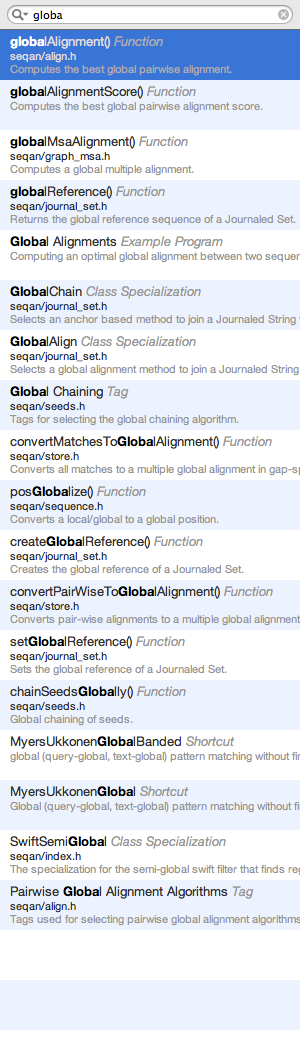 globa
globalAlignment() Function
seqan/align.h
Computes the best global pairwise alignment.
globalAlignmentScore() Function
Computes the best global pairwise alignment score.
globalMsaAlignment() Function
seqan/graph_msa.h
Computes a global multiple alignment.
globalReference() Function
seqan/journal_set.h
Returns the global reference sequence of a Journaled Set.
Global Alignments Example Program
Computing an optimal global alignment between two sequen
GlobalChain Class Specialization
seqan/journal_set.h
Selects an anchor based method to join a Journaled String
GlobalAlign Class Specialization
seqan/journal_set.h
Selects a global alignment method to join a Journaled String
Global Chaining Tag
seqan/seeds.h
Tags for selecting the global chaining algorithm.
convertMatchesToGlobalAlignment() Function
seqan/store.h
Converts all matches to a multiple global alignment in gap-sp
posGlobalize() Function
seqan/sequence.h
Converts a local/global to a global position.
createGlobalReference() Function
seqan/journal_set.h
Creates the global reference of a Journaled Set.
convertPairWiseToGlobalAlignment() Function
seqan/store.h
Converts pair-wise alignments to a multiple global alignment
setGlobalReference() Function
seqan/journal_set.h
Sets the global reference of a Journaled Set.
chainSeedsGlobally() Function
seqan/seeds.h
Global chaining of seeds.
MyersUkkonenGlobalBanded Shortcut
global (query-global, text-global) pattern matching without fi
MyersUkkonenGlobal Shortcut
Global (query-global, text-global) pattern matching without fi
SwiftSemiGlobal Class Specialization
seqan/index.h
The specialization for the semi-global swift filter that finds re
Pairwise Global Alignment Algorithms Tag
seqan/align.h
Tags used for selecting pairwise global alignment algorithms